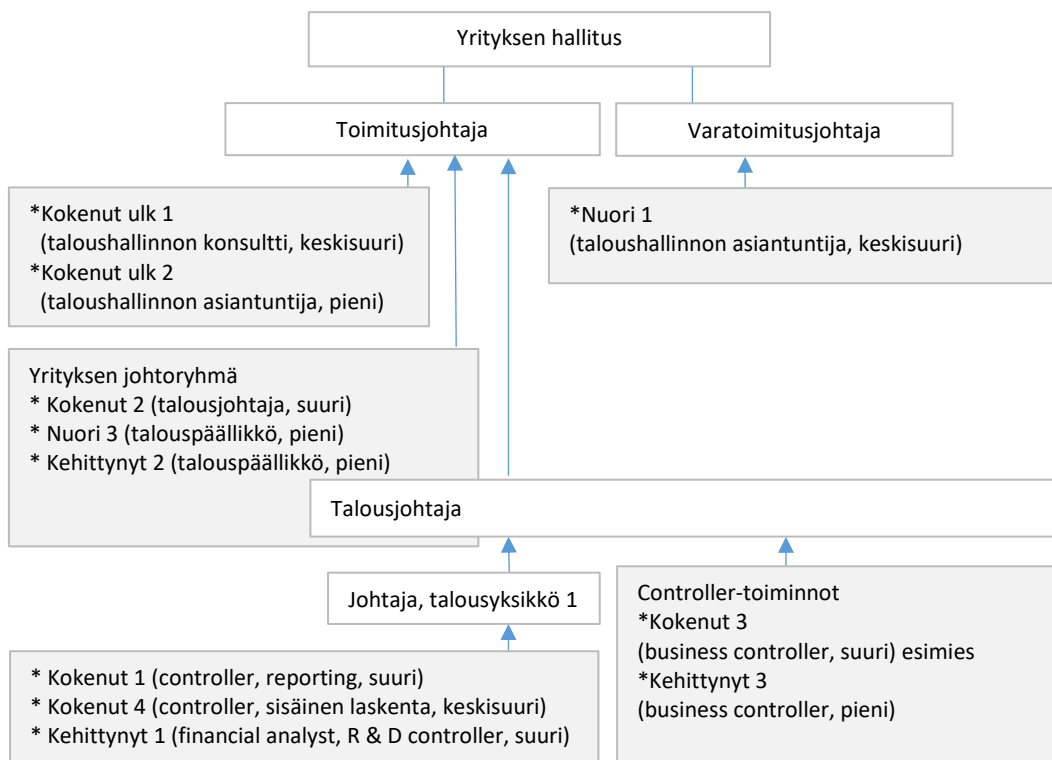 Yrityksen hallitus
Toimitusjohtaja
Varatoimitusjohtaja
*Kokenut ulk 1
(taloushallinnon konsultti, keskisuuri)
*Kokenut ulk 2
(taloushallinnon asiantuntija, pieni)
*Nuori 1
(taloushallinnon asiantuntija, keskisuuri)
Yrityksen johtoryhmä
* Kokenut 2 (talousjohtaja, suuri)
* Nuori 3 (talouspäällikkö, pieni)
* Kehittynyt 2 (talouspäällikkö, pieni)
Talousjohtaja
Johtaja, talousyksikkö 1
Controller-toiminnot
*Kokenut 3
(business controller, suuri) esimies
*Kehittynyt 3
(business controller, pieni)
* Kokenut 1 (controller, reporting, suuri)
* Kokenut 4 (controller, sisäinen laskenta, keskisuuri)
* Kehittynyt 1 (financial analyst, R & D controller, suuri)